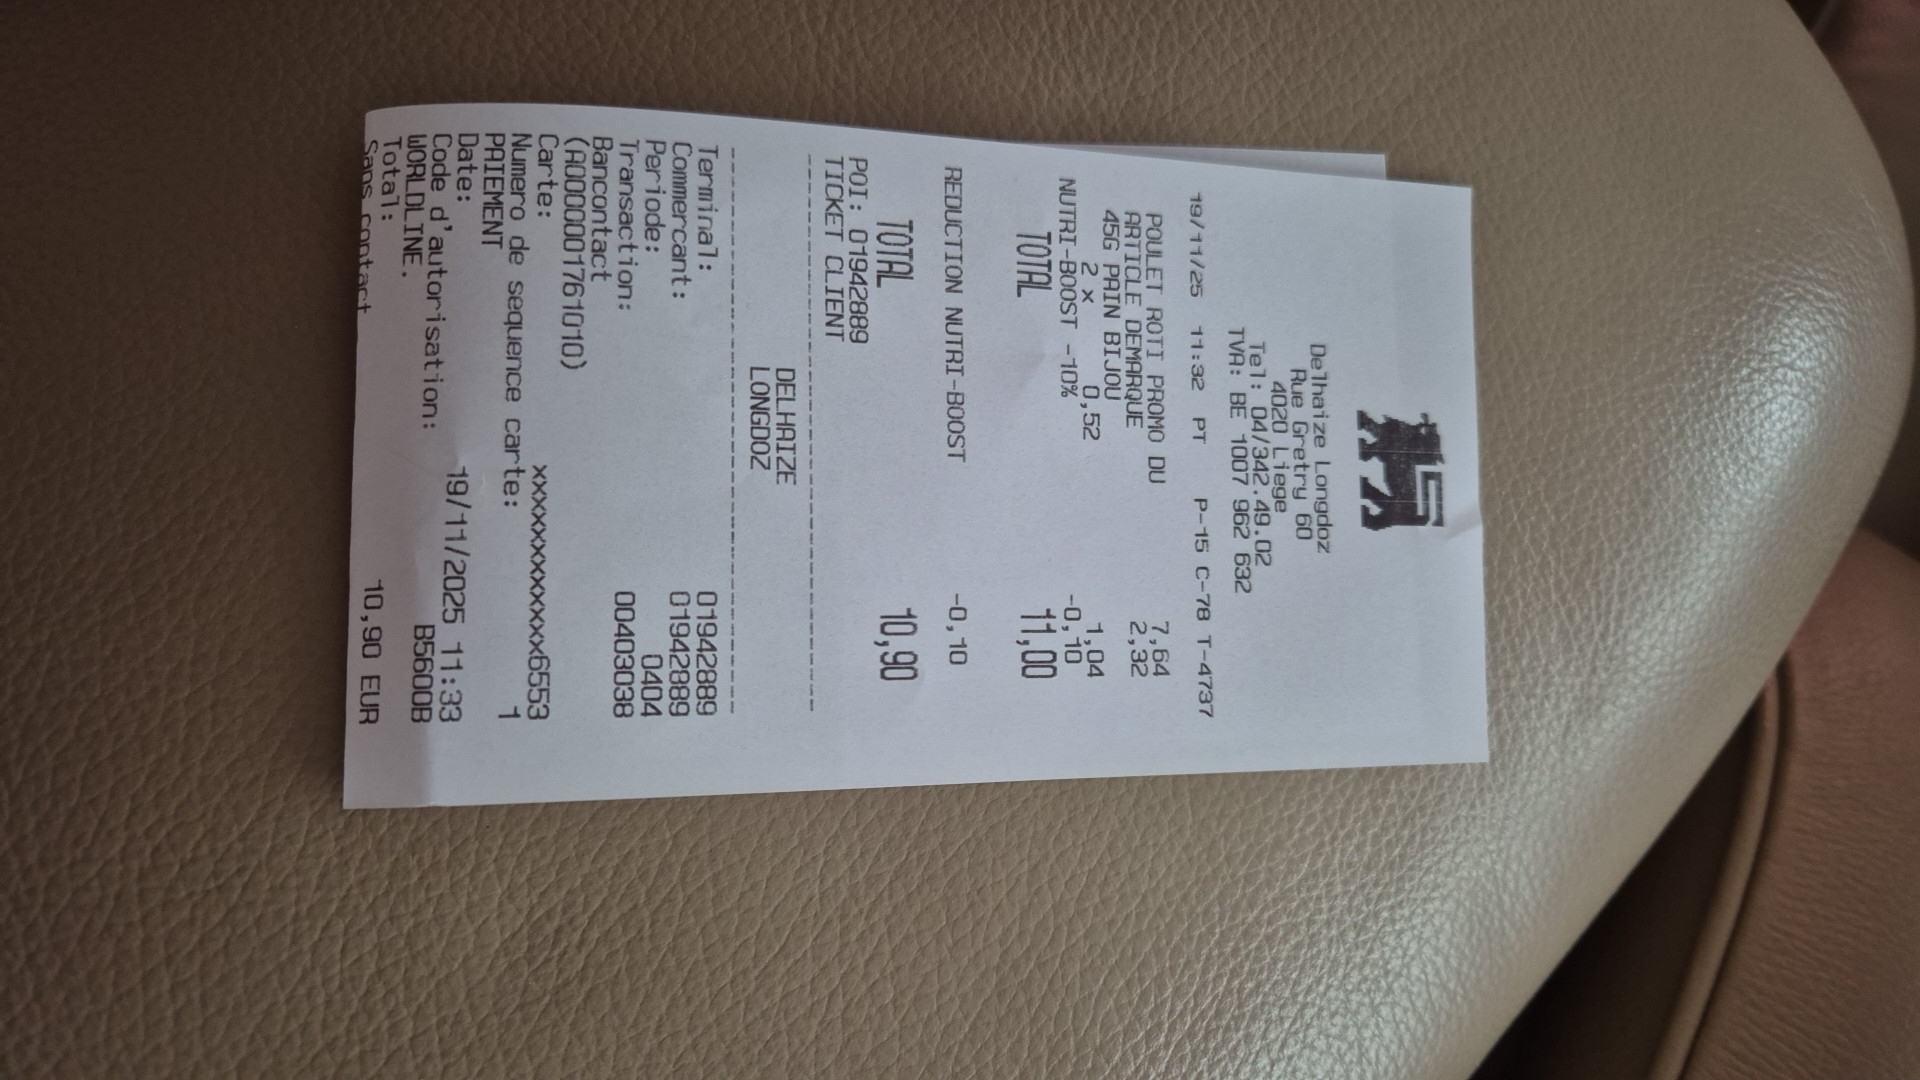 Delhaize Longdoz
Rue Gretry 60
4020 Liege
Tel: 04/342.49.02
TVA: BE 1007 962 632
19/11/25 11:32 PT P-15 C-78 T-4737
POULET ROTI PROMO DU 7,64
ARTICLE DEMARQUE 2,32
45G PAIN BIJOU
2 x 0,52 1,04
NUTRI-BOOST -10% -0,10
TOTAL 11,00
REDUCTION NUTRI-BOOST -0,10
TOTAL 10,90
POI: 01942889
TICKET CLIENT
DELHAIZE
LONGDOZ
Terminal: 01942889
Commercant: 01942889
Periode: 0404
Transaction: 00403038
Bancontact
(A0000001761010)
Carte: xxxxxxxxxxxxx6553
Numero de sequence carte: 1
PAIEMENT
Date: 19/11/2025 11:33
Code d'autorisation: B5600B
WORLDLINE.
Total: 10,90 EUR
Sans contact